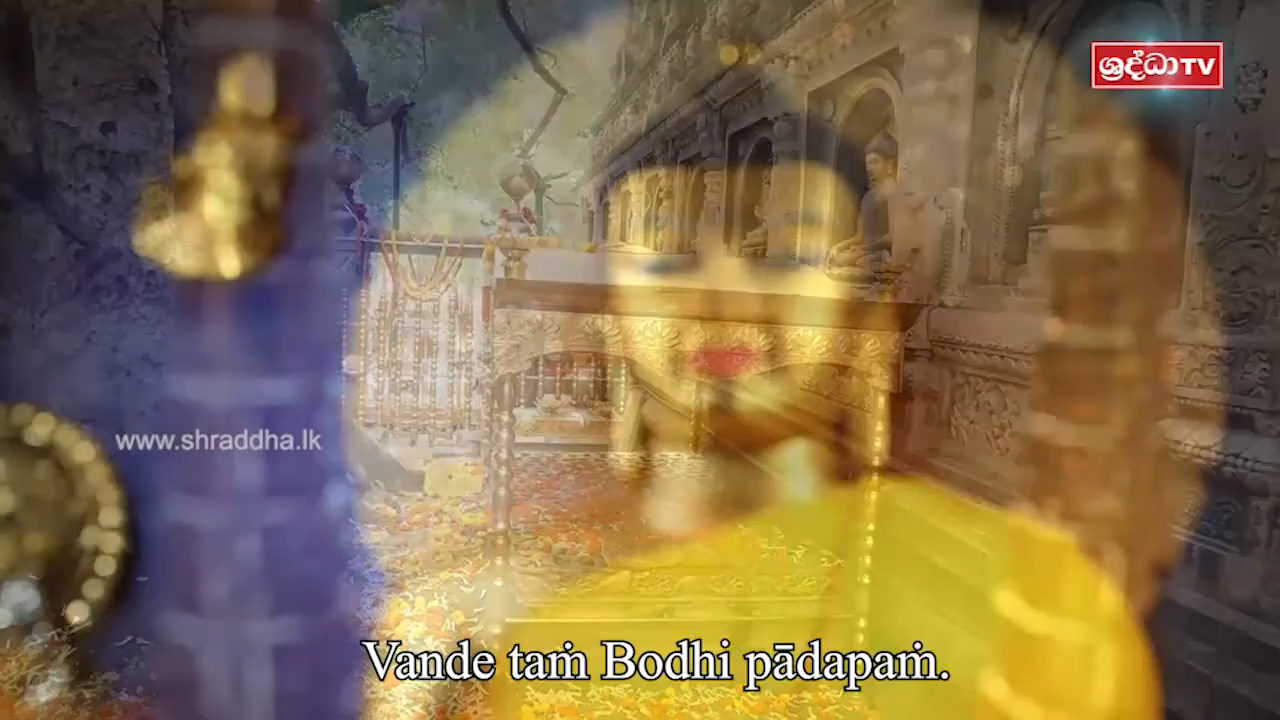 ශ්‍රද්ධා TV
www.shraddha.lk
Vande taṁ Bodhi pādapaṁ.